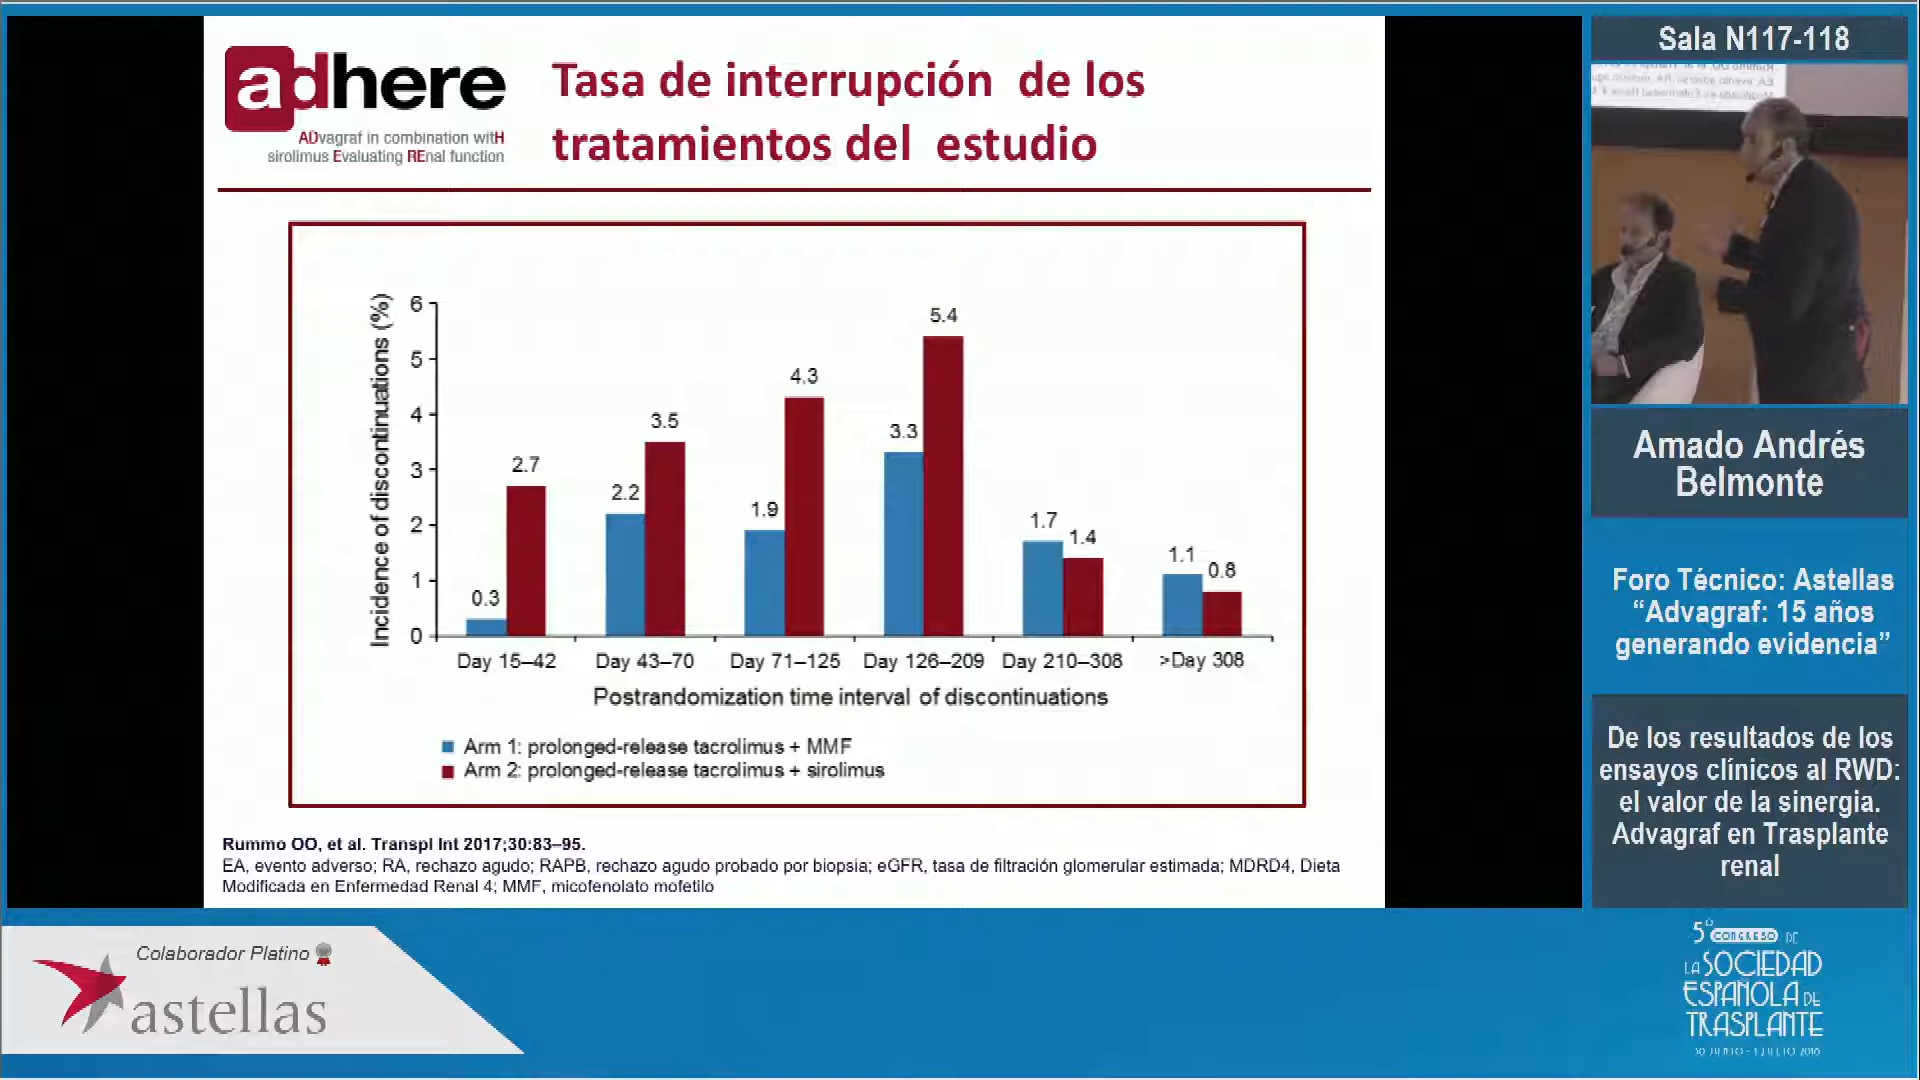 adhere
ADvagraf in combination witH
sirolimus Evaluating REnal function
Tasa de interrupción de los
tratamientos del estudio
Incidence of discontinuations (%)
6
5
4
3
2
1
0
0.3
2.7
2.2
3.5
1.9
4.3
3.3
5.4
1.7
1.4
1.1
0.8
Day 15–42
Day 43–70
Day 71–125
Day 126–209
Day 210–308
>Day 308
Postrandomization time interval of discontinuations
Arm 1: prolonged-release tacrolimus + MMF
Arm 2: prolonged-release tacrolimus + sirolimus
Rummo OO, et al. Transpl Int 2017;30:83–95.
EA, evento adverso; RA, rechazo agudo; RAPB, rechazo agudo probado por biopsia; eGFR, tasa de filtración glomerular estimada; MDRD4, Dieta
Modificada en Enfermedad Renal 4; MMF, micofenolato mofetilo
Sala N117-118
Amado Andrés
Belmonte
Foro Técnico: Astellas
“Advagraf: 15 años
generando evidencia”
De los resultados de los
ensayos clínicos al RWD:
el valor de la sinergia.
Advagraf en Trasplante
renal
Colaborador Platino
astellas
5º CONGRESO DE
LA SOCIEDAD
ESPAÑOLA DE
TRASPLANTE